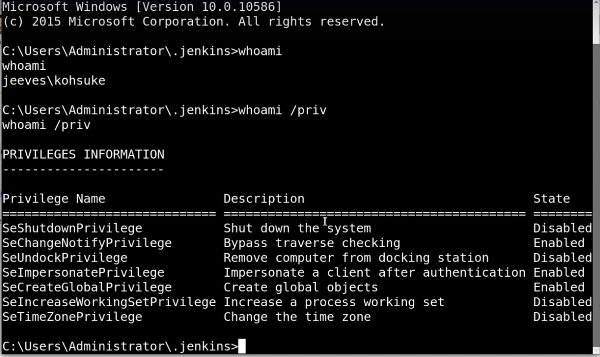 Microsoft Windows [Version 10.0.10586]
(c) 2015 Microsoft Corporation. All rights reserved.
C:\Users\Administrator\.jenkins>whoami
whoami
jeeves\kohsuke
C:\Users\Administrator\.jenkins>whoami /priv
whoami /priv
PRIVILEGES INFORMATION
----------------------
Privilege Name Description State
============================= ========================================= ========
SeShutdownPrivilege Shut down the system Disabled
SeChangeNotifyPrivilege Bypass traverse checking Enabled
SeUndockPrivilege Remove computer from docking station Disabled
SeImpersonatePrivilege Impersonate a client after authentication Enabled
SeCreateGlobalPrivilege Create global objects Enabled
SeIncreaseWorkingSetPrivilege Increase a process working set Disabled
SeTimeZonePrivilege Change the time zone Disabled
C:\Users\Administrator\.jenkins>